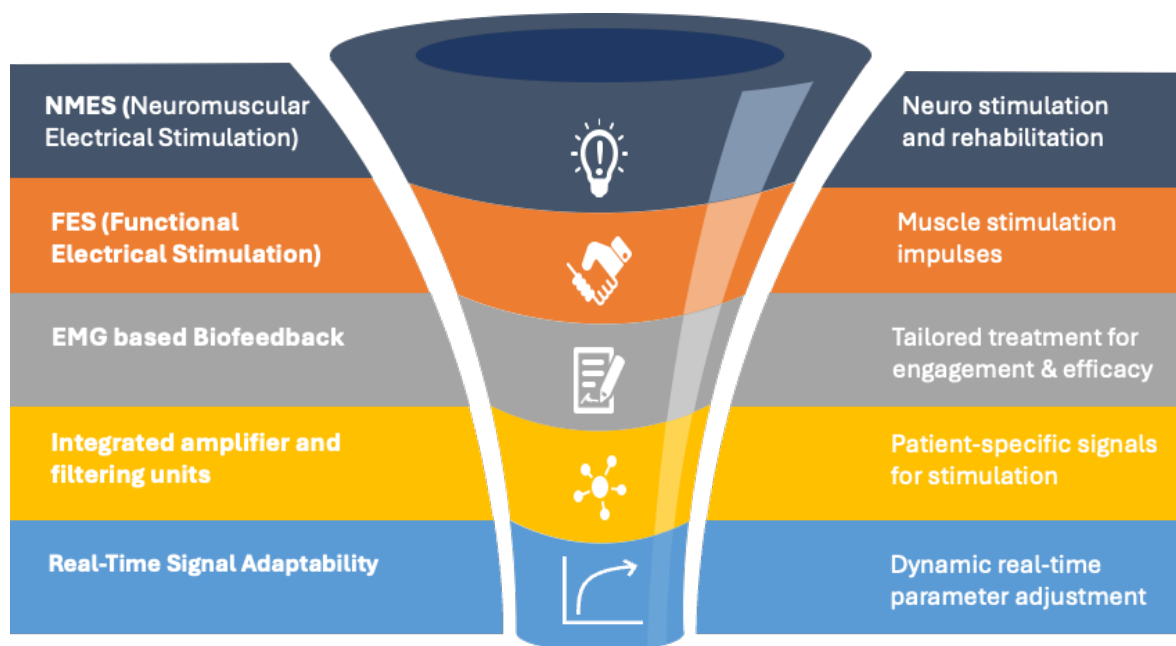 NMES (Neuromuscular
Electrical Stimulation)
Neuro stimulation
and rehabilitation
FES (Functional
Electrical Stimulation)
Muscle stimulation
impulses
EMG based Biofeedback
Tailored treatment for
engagement & efficacy
Integrated amplifier and
filtering units
Patient-specific signals
for stimulation
Real-Time Signal Adaptability
Dynamic real-time
parameter adjustment